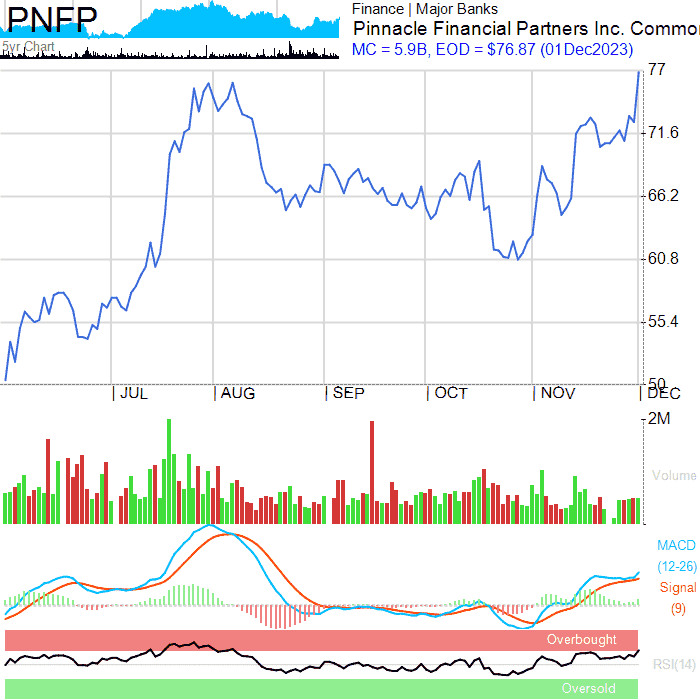 PNFP
5yr Chart
Finance | Major Banks
Pinnacle Financial Partners Inc. Commo
MC = 5.9B, EOD = $76.87 (01Dec2023)
77
71.6
66.2
60.8
55.4
50
| JUL | AUG | SEP | OCT | NOV | DEC
2M
Volume
MACD
(12-26)
Signal
(9)
Overbought
RSI(14)
Oversold